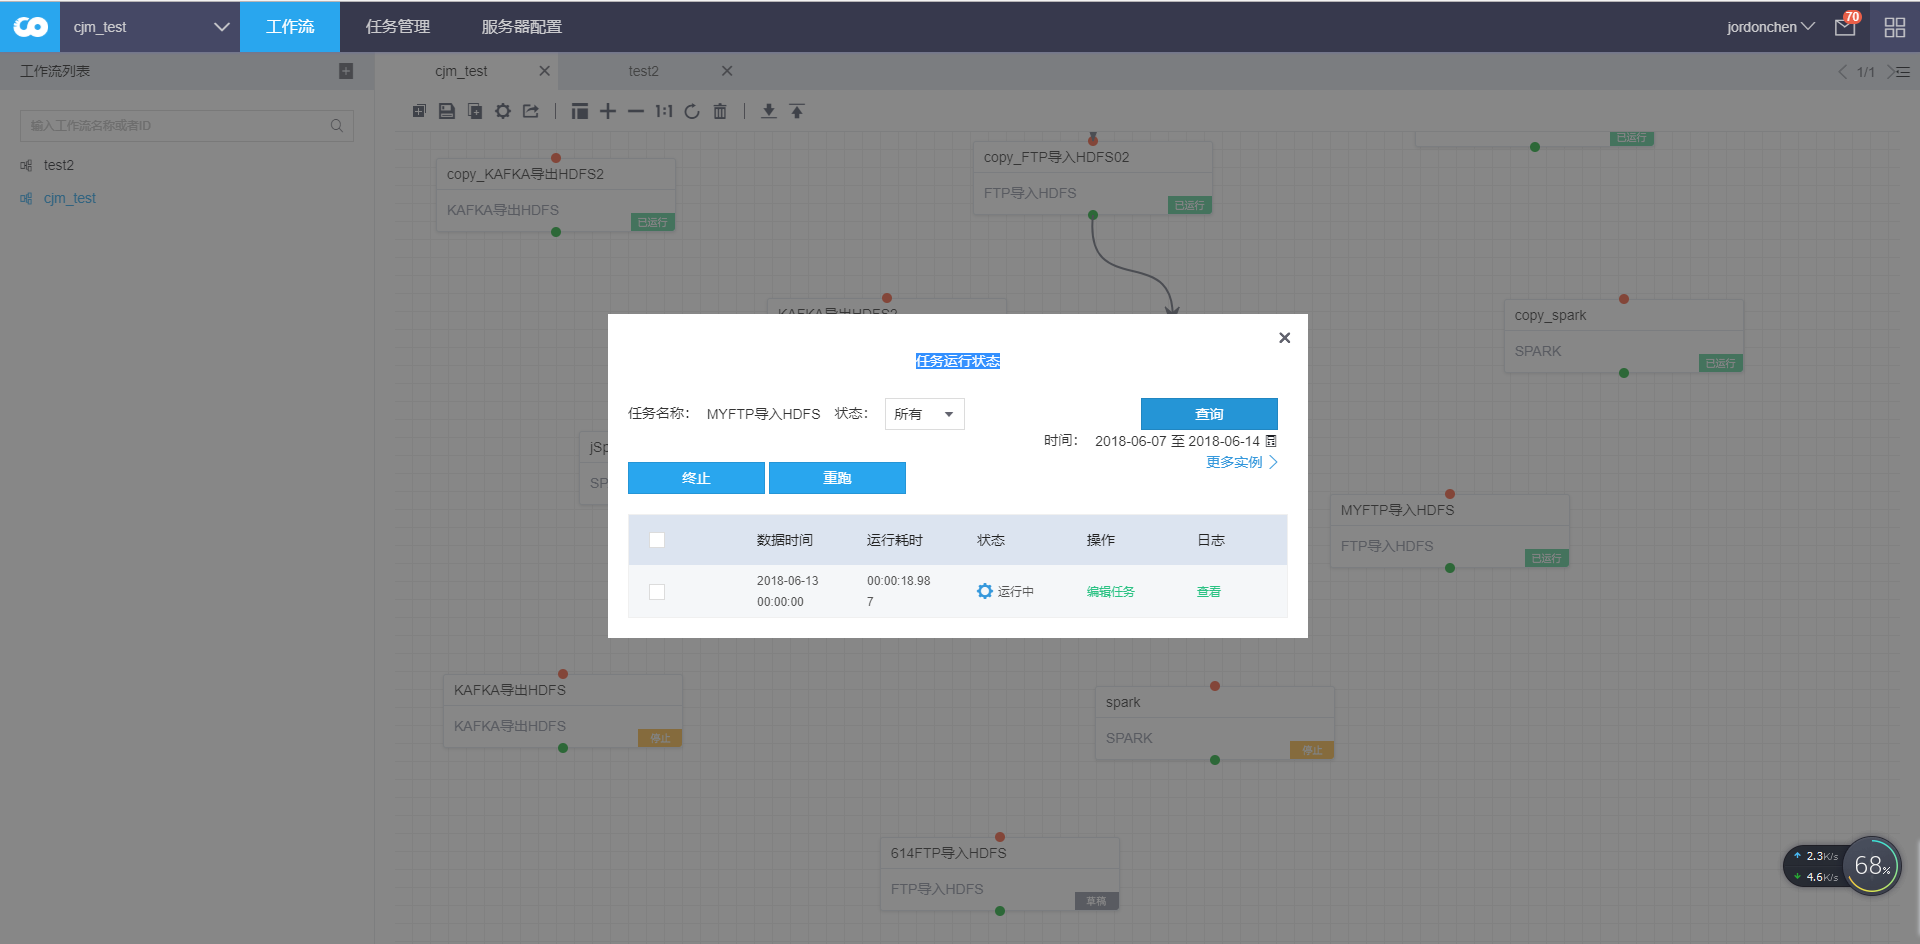 cjm_test
工作流
任务管理
服务器配置
jordonchen
70
工作流列表
cjm_test
test2
1/1
输入工作流名称或者ID
1:1
test2
cjm_test
copy_KAFKA导出HDFS2
KAFKA导出HDFS
已运行
copy_FTP导入HDFS02
FTP导入HDFS
已运行
已运行
KAFKA导出HDFS2
copy_spark
SPARK
已运行
任务运行状态
任务名称: MYFTP导入HDFS 状态: 所有
查询
时间: 2018-06-07 至 2018-06-14
更多实例
终止
重跑
数据时间 运行耗时 状态 操作 日志
2018-06-13 00:00:00
00:00:18.987
运行中
编辑任务
查看
jSp
SP
MYFTP导入HDFS
FTP导入HDFS
已运行
KAFKA导出HDFS
KAFKA导出HDFS
停止
spark
SPARK
停止
614FTP导入HDFS
FTP导入HDFS
草稿
2.3K/s
4.6K/s
68%